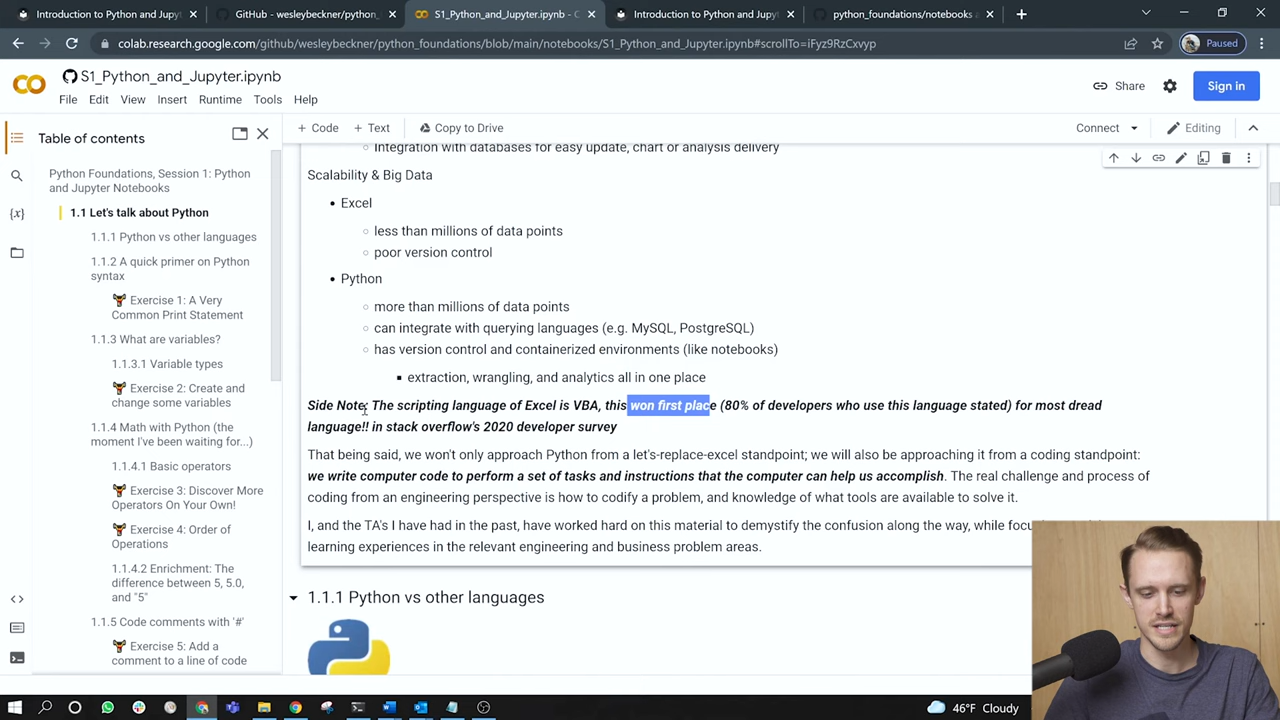 Introduction to Python and Jupyt
GitHub - wesleybeckner/python_
S1_Python_and_Jupyter.ipynb - C
Introduction to Python and Jupyt
python_foundations/notebooks a
colab.research.google.com/github/wesleybeckner/python_foundations/blob/main/notebooks/S1_Python_and_Jupyter.ipynb#scrollTo=iFyz9RzCxvyp
Paused
S1_Python_and_Jupyter.ipynb
File Edit View Insert Runtime Tools Help
Share
Sign in
Table of contents
+ Code + Text Copy to Drive
Connect
Editing
Python Foundations, Session 1: Python
and Jupyter Notebooks
1.1 Let's talk about Python
1.1.1 Python vs other languages
1.1.2 A quick primer on Python
syntax
Exercise 1: A Very
Common Print Statement
1.1.3 What are variables?
1.1.3.1 Variable types
Exercise 2: Create and
change some variables
1.1.4 Math with Python (the
moment I've been waiting for...)
1.1.4.1 Basic operators
Exercise 3: Discover More
Operators On Your Own!
Exercise 4: Order of
Operations
1.1.4.2 Enrichment: The
difference between 5, 5.0,
and "5"
1.1.5 Code comments with '#'
Exercise 5: Add a
comment to a line of code
Integration with databases for easy update, chart or analysis delivery
Scalability & Big Data
• Excel
◦ less than millions of data points
◦ poor version control
• Python
◦ more than millions of data points
◦ can integrate with querying languages (e.g. MySQL, PostgreSQL)
◦ has version control and containerized environments (like notebooks)
▪ extraction, wrangling, and analytics all in one place
Side Note: The scripting language of Excel is VBA, this won first place (80% of developers who use this language stated) for most dread
language!! in stack overflow's 2020 developer survey
That being said, we won't only approach Python from a let's-replace-excel standpoint; we will also be approaching it from a coding standpoint:
we write computer code to perform a set of tasks and instructions that the computer can help us accomplish. The real challenge and process of
coding from an engineering perspective is how to codify a problem, and knowledge of what tools are available to solve it.
I, and the TA's I have had in the past, have worked hard on this material to demystify the confusion along the way, while
learning experiences in the relevant engineering and business problem areas.
1.1.1 Python vs other languages
46°F Cloudy